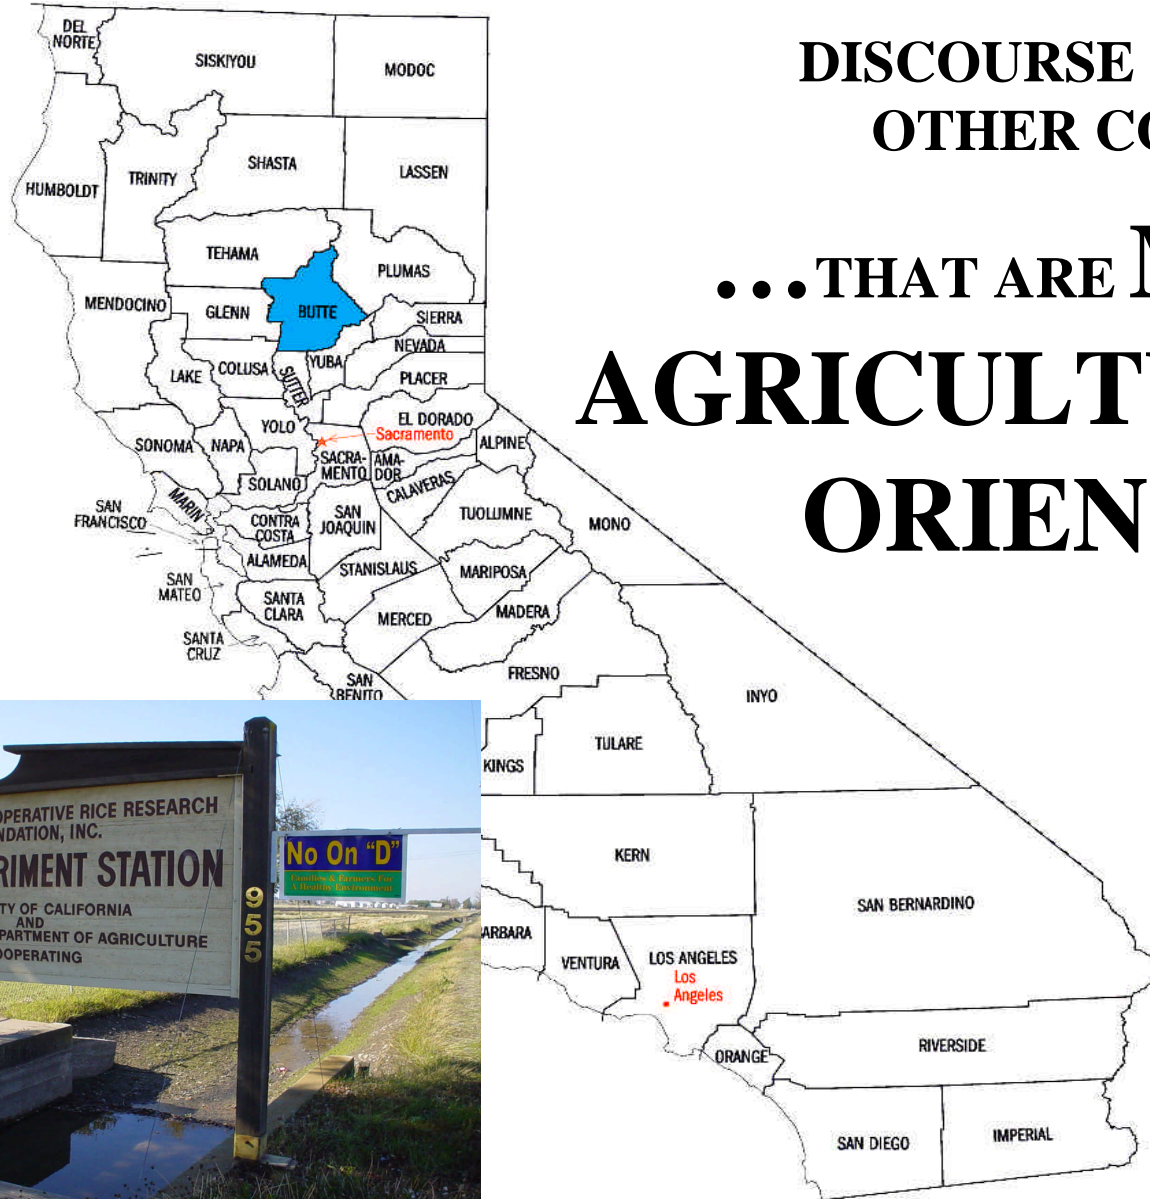 DISCOURSE
OTHER CO
...THAT ARE
AGRICULT
ORIEN
DEL
NORTE
SISKIYOU
MODOC
HUMBOLDT
TRINITY
SHASTA
LASSEN
TEHAMA
PLUMAS
MENDOCINO
GLENN
BUTTE
SIERRA
NEVADA
LAKE
COLUSA
SUTTER
YUBA
PLACER
EL DORADO
YOLO
Sacramento
SONOMA
NAPA
SACRA-
MENTO
AMA-
DOR
ALPINE
SOLANO
CALAVERAS
MARIN
SAN
FRANCISCO
CONTRA
COSTA
SAN
JOAQUIN
TUOLUMNE
MONO
ALAMEDA
STANISLAUS
MARIPOSA
SAN
MATEO
SANTA
CLARA
MERCED
MADERA
SANTA
CRUZ
FRESNO
SAN
BENITO
INYO
KINGS
TULARE
KERN
SAN BERNARDINO
ARBARA
VENTURA
LOS ANGELES
Los
Angeles
ORANGE
RIVERSIDE
SAN DIEGO
IMPERIAL
OPERATIVE RICE RESEARCH
NDATION, INC.
RIMENT STATION
TY OF CALIFORNIA
AND
PARTMENT OF AGRICULTURE
OOPERATING
955
No On "D"
Families & Farmers For
A Healthy Environment